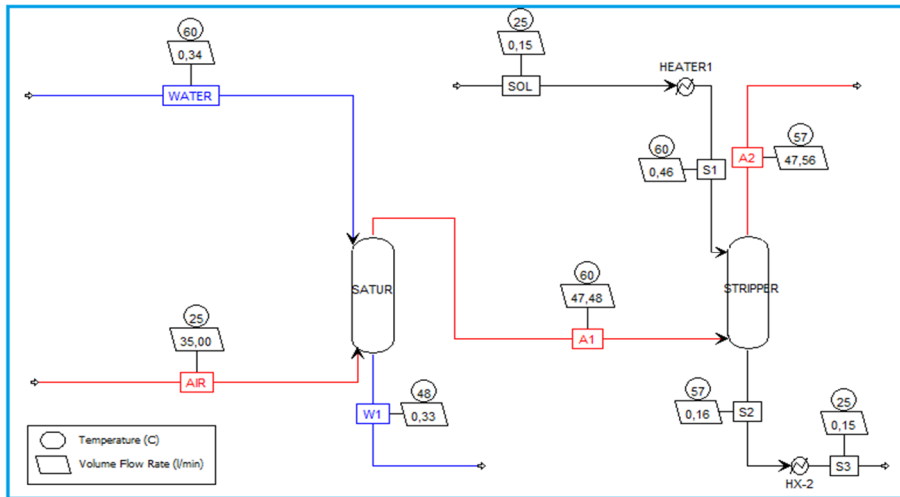 60
0,34
WATER
25
0,15
SOL
HEATER1
60
0,46
S1
57
A2
47,56
SATUR
STRIPPER
60
47,48
A1
25
35,00
AIR
48
W1
0,33
57
0,16
S2
25
0,15
S3
HX-2
Temperature (C)
Volume Flow Rate (l/min)